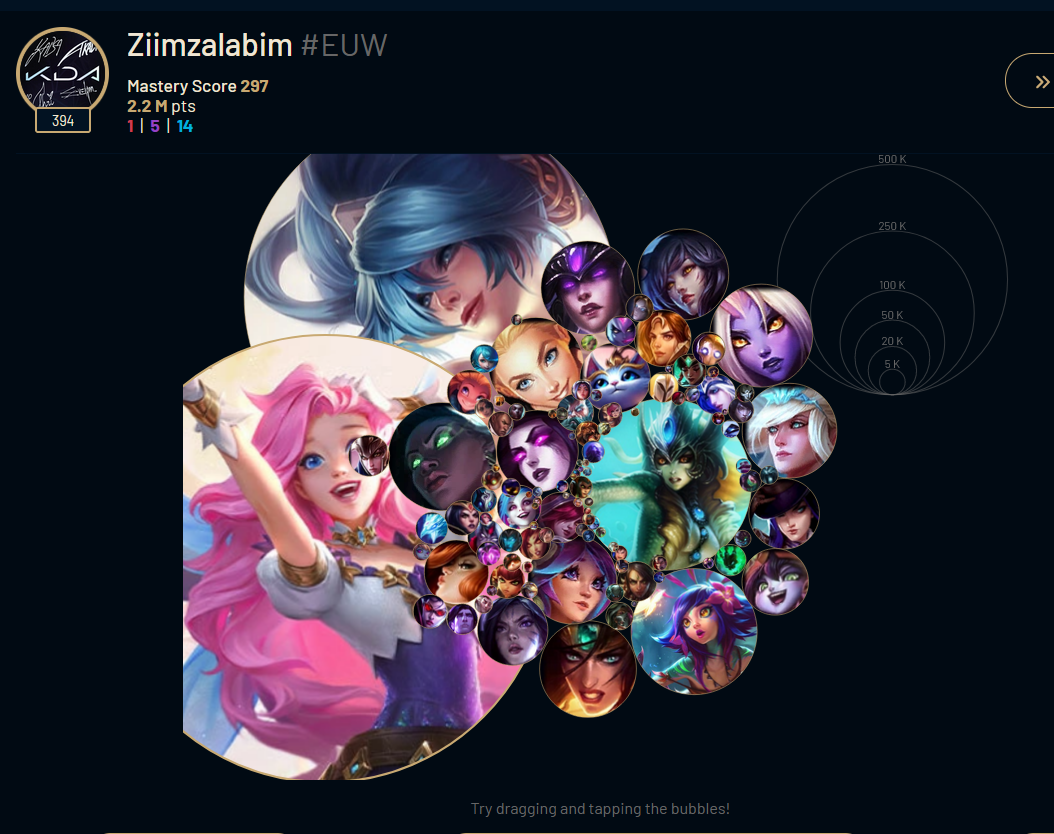 Ziimzalabim #EUW
Mastery Score 297
2.2 M pts
1 | 5 | 14
KDA
394
500 K
250 K
100 K
50 K
20 K
5 K
Try dragging and tapping the bubbles!